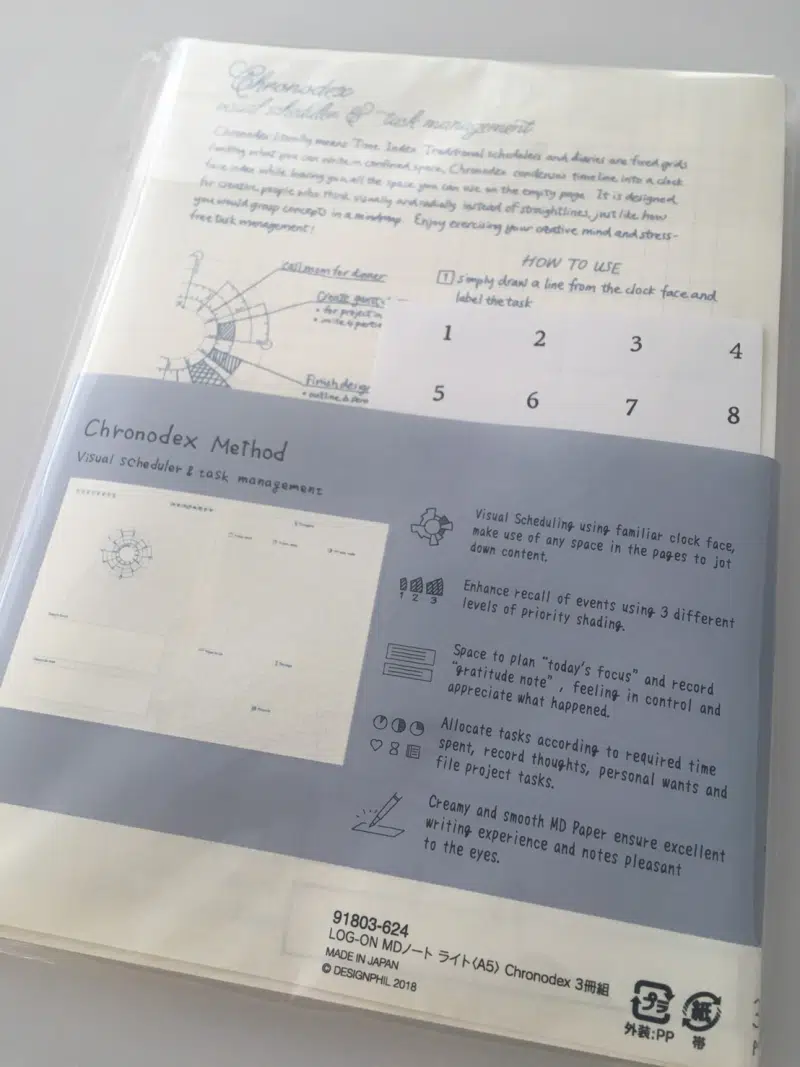 Chronodex
visual scheduler & task management
Chronodex literally means Time Index. Traditional schedulers and diaries are fixed grids
limiting what you can write in confined space, Chronodex condenses time line into a clock
face index while leaving you all the space you can use on the empty page. It is designed
for creative people who think visually and radially instead of straight lines, just like how
you would grasp concepts in a mindmap. Enjoy exercising your creative mind and stress-
free task management!
HOW TO USE
1 Simply draw a line from the clock face and
label the task
Call mom for dinner
Create
• for project
• invite
Finish design
• outline &
1 2 3 4
5 6 7 8
Chronodex Method
Visual scheduler & task management
Visual Scheduling using familiar clock face,
make use of any space in the pages to jot
down content.
1 2 3
Enhance recall of events using 3 different
levels of priority shading.
Space to plan "today's focus" and record
"gratitude note" , feeling in control and
appreciate what happened.
Allocate tasks according to required time
spent, record thoughts, personal wants and
file project tasks.
Creamy and smooth MD Paper ensure excellent
writing experience and notes pleasant
to the eyes.
91803-624
LOG-ON MDノート ライト〈A5〉 Chronodex 3冊組
MADE IN JAPAN
© DESIGNPHIL 2018
プラ
外装:PP
紙
帯